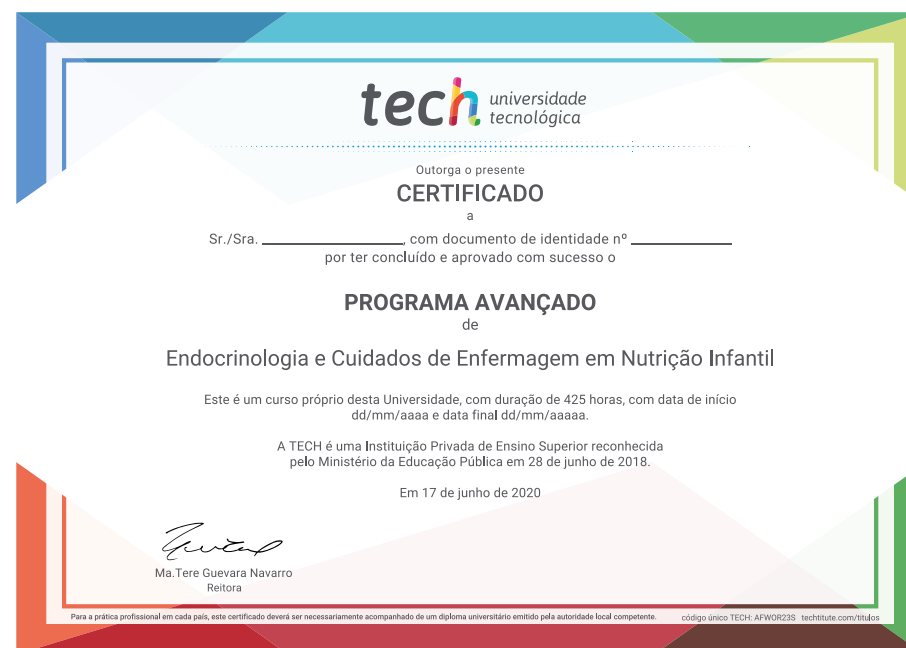 tech universidade
tecnológica
Outorga o presente
CERTIFICADO
a
Sr./Sra. ____________, com documento de identidade nº ____________
por ter concluído e aprovado com sucesso o
PROGRAMA AVANÇADO
de
Endocrinologia e Cuidados de Enfermagem em Nutrição Infantil
Este é um curso próprio desta Universidade, com duração de 425 horas, com data de início
dd/mm/aaaa e data final dd/mm/aaaaa.
A TECH é uma Instituição Privada de Ensino Superior reconhecida
pelo Ministério da Educação Pública em 28 de junho de 2018.
Em 17 de junho de 2020
Ma.Tere Guevara Navarro
Reitora
Para a prática profissional em cada país, este certificado deverá ser necessariamente acompanhado de um diploma universitário emitido pela autoridade local competente. código único TECH: AFWOR23S techtitute.com/titulos